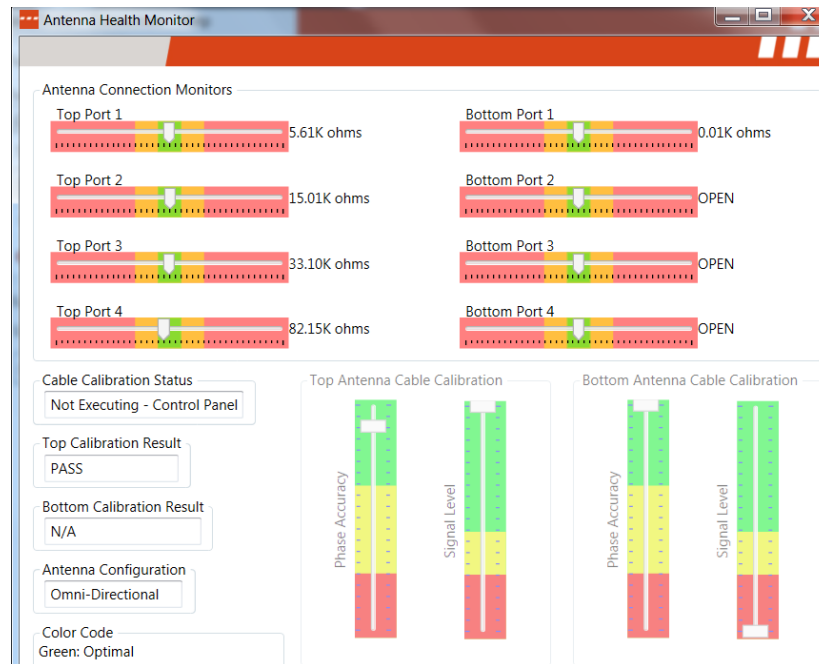 Antenna Health Monitor
Antenna Connection Monitors
Top Port 1
5.61K ohms
Bottom Port 1
0.01K ohms
Top Port 2
15.01K ohms
Bottom Port 2
OPEN
Top Port 3
33.10K ohms
Bottom Port 3
OPEN
Top Port 4
82.15K ohms
Bottom Port 4
OPEN
Cable Calibration Status
Not Executing - Control Panel
Top Calibration Result
PASS
Bottom Calibration Result
N/A
Antenna Configuration
Omni-Directional
Color Code
Green: Optimal
Top Antenna Cable Calibration
Phase Accuracy
Signal Level
Bottom Antenna Cable Calibration
Phase Accuracy
Signal Level